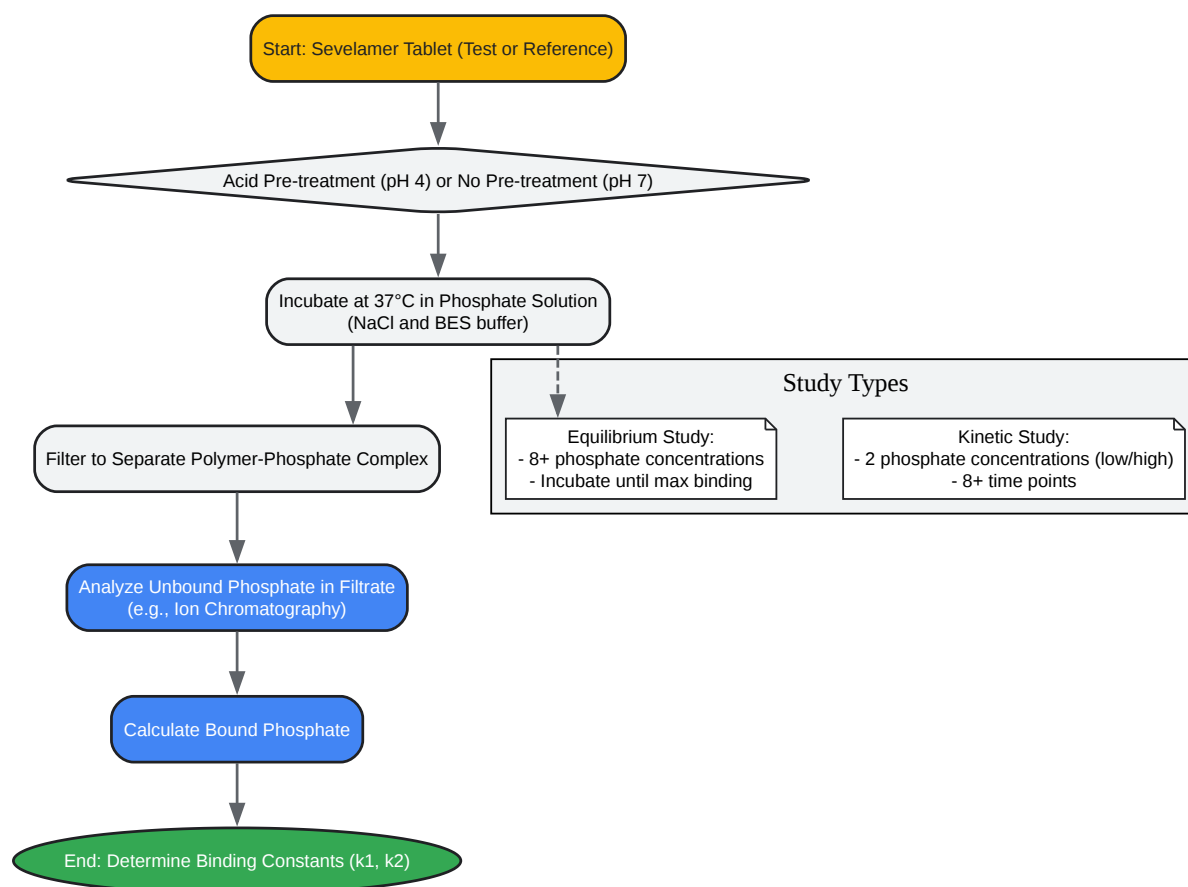 Start: Sevelamer Tablet (Test or Reference)
Acid Pre-treatment (pH 4) or No Pre-treatment (pH 7)
Incubate at 37°C in Phosphate Solution
(NaCl and BES buffer)
Study Types
Equilibrium Study:
- 8+ phosphate concentrations
- Incubate until max binding
Kinetic Study:
- 2 phosphate concentrations (low/high)
- 8+ time points
Filter to Separate Polymer-Phosphate Complex
Analyze Unbound Phosphate in Filtrate
(e.g., Ion Chromatography)
Calculate Bound Phosphate
End: Determine Binding Constants (k1, k2)